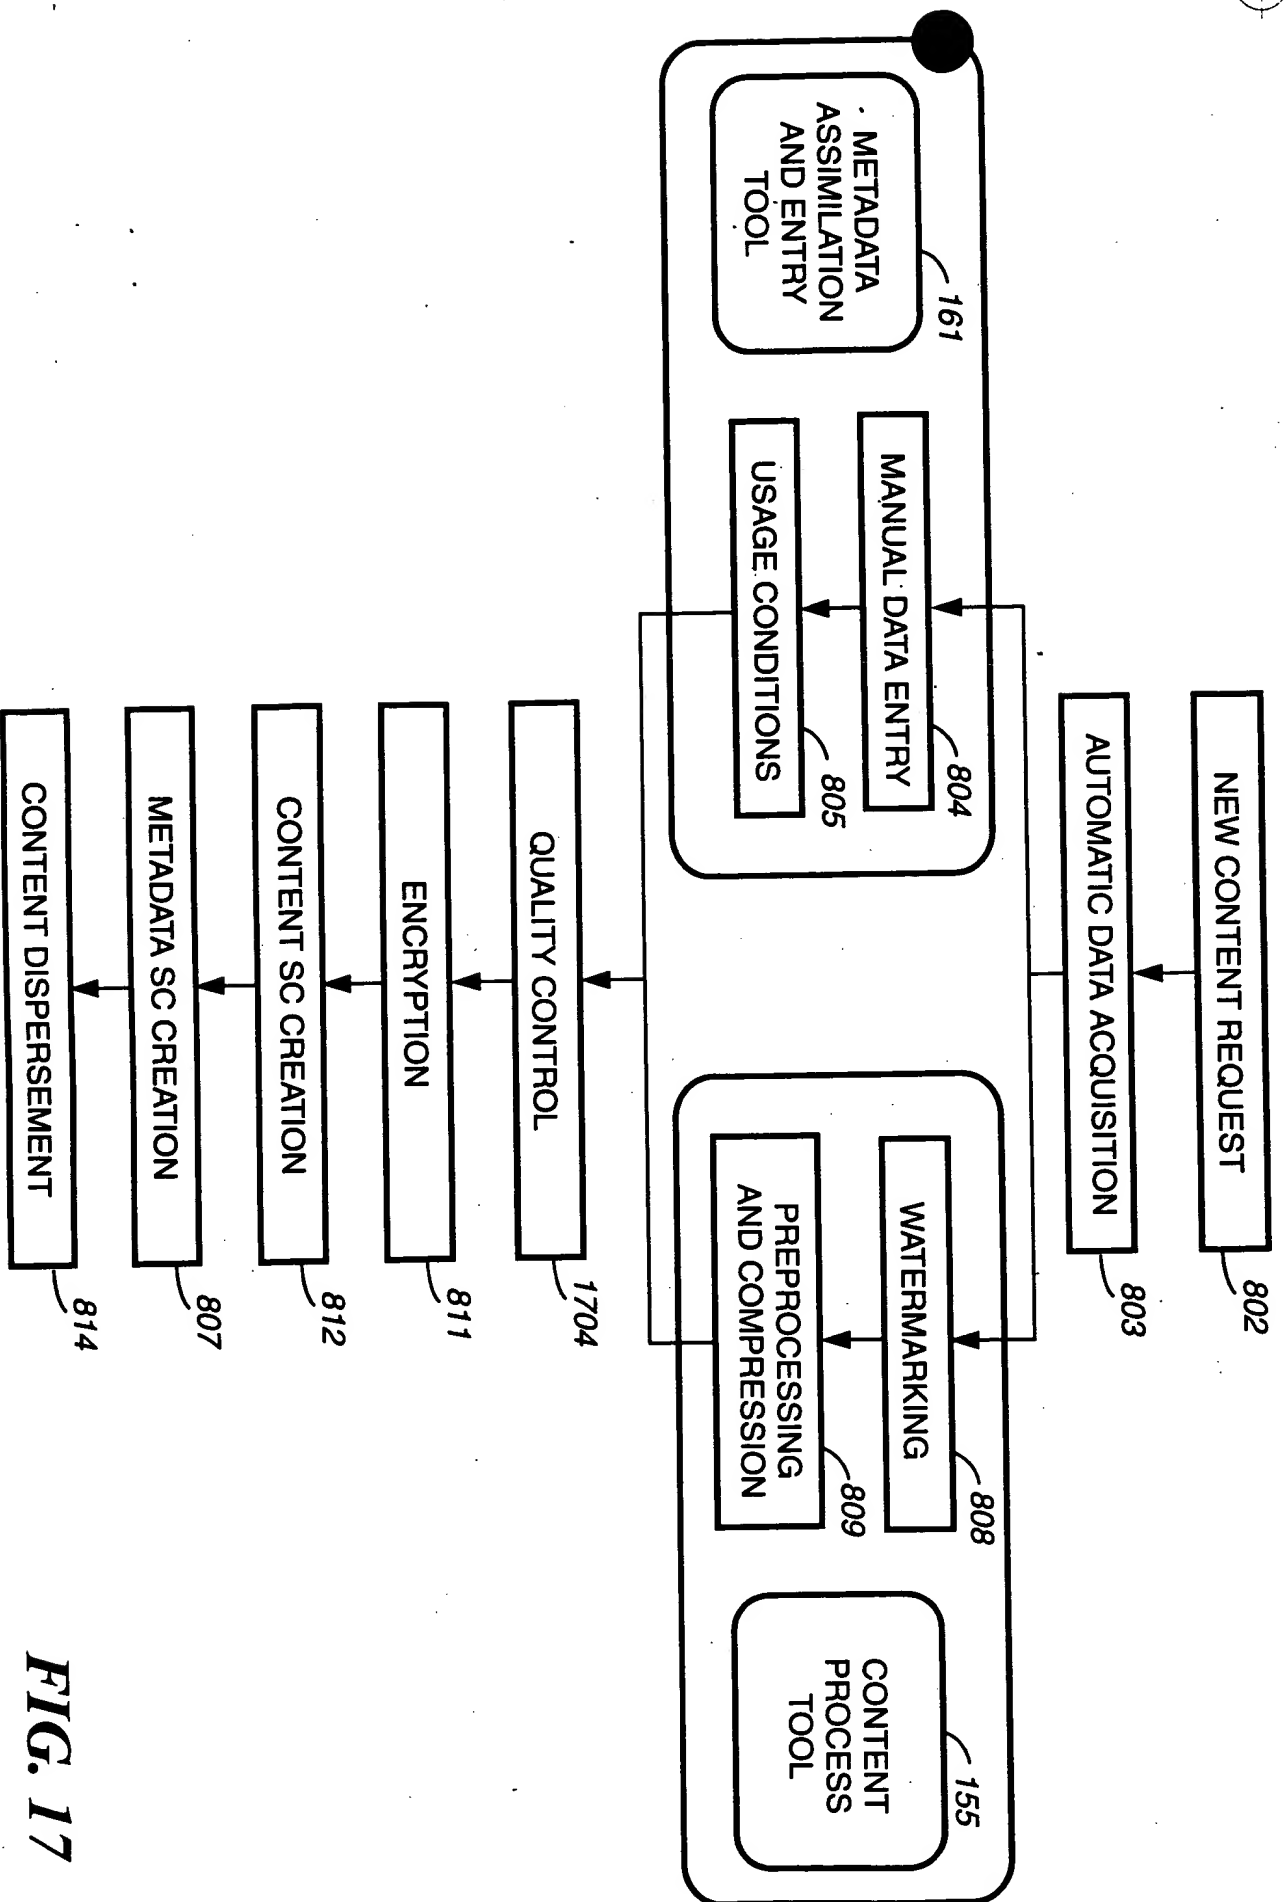 NEW CONTENT REQUEST
802
AUTOMATIC DATA ACQUISITION
803
METADATA
ASSIMILATION
AND ENTRY
TOOL
161
MANUAL DATA ENTRY
804
USAGE CONDITIONS
805
WATERMARKING
808
PREPROCESSING
AND COMPRESSION
809
CONTENT
PROCESS
TOOL
155
QUALITY CONTROL
1704
ENCRYPTION
811
CONTENT SC CREATION
812
METADATA SC CREATION
807
CONTENT DISPERSEMENT
814
FIG. 17